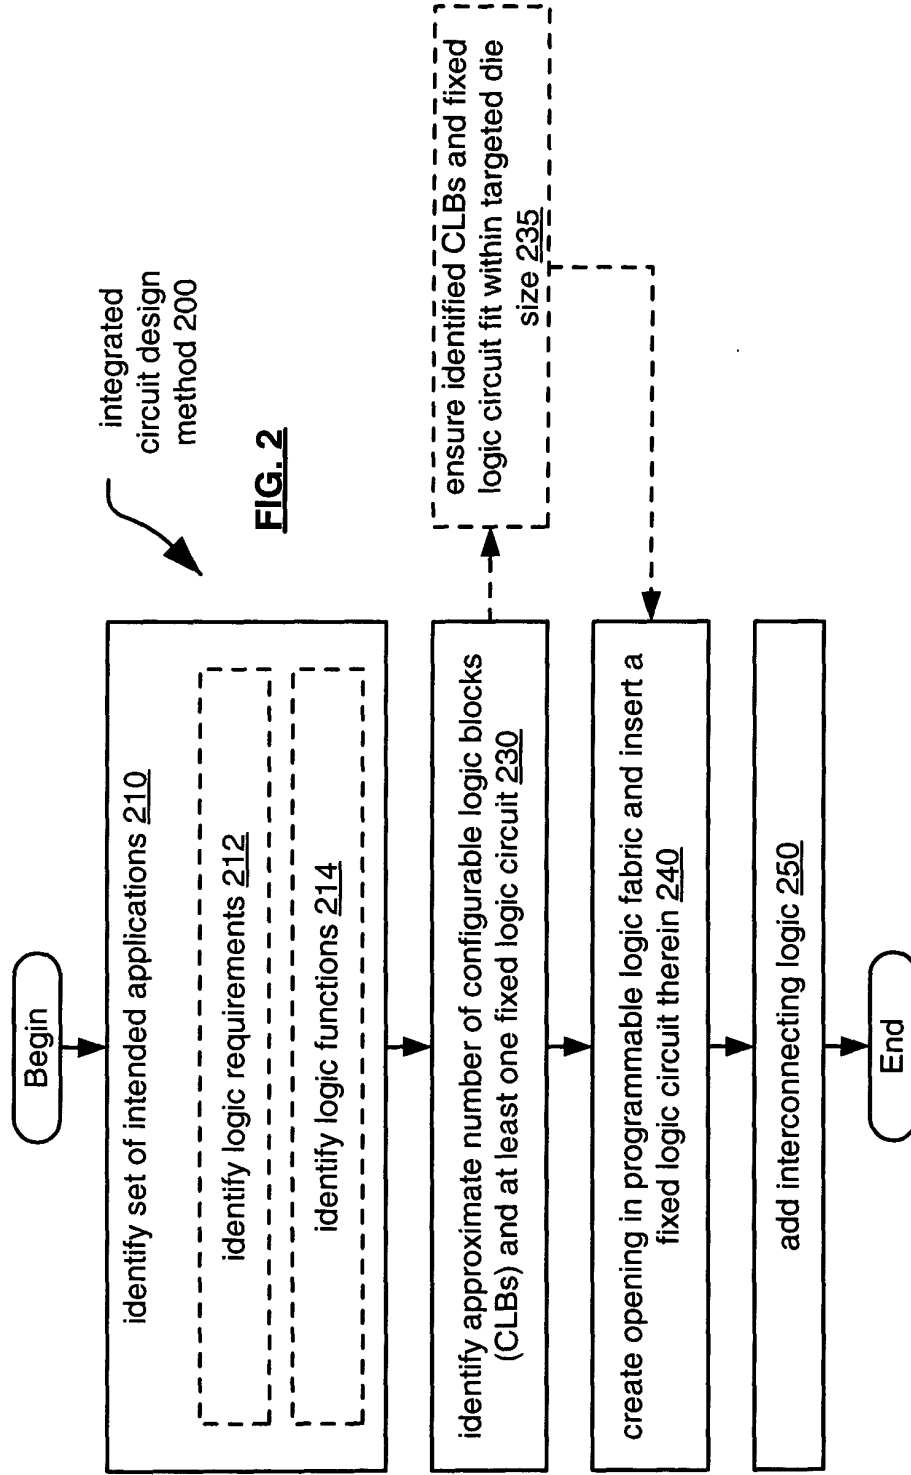 integrated
circuit design
method 200
FIG. 2
Begin
identify set of intended applications 210
identify logic requirements 212
identify logic functions 214
identify approximate number of configurable logic blocks
(CLBs) and at least one fixed logic circuit 230
ensure identified CLBs and fixed
logic circuit fit within targeted die
size 235
create opening in programmable logic fabric and insert a
fixed logic circuit therein 240
add interconnecting logic 250
End